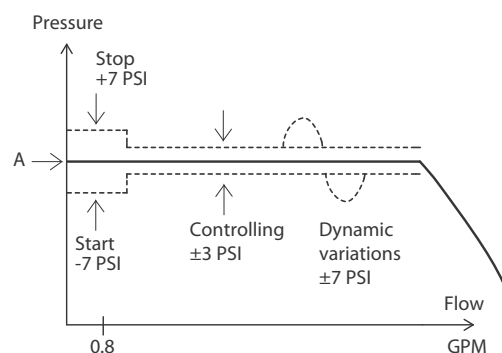 Pressure
Stop
+7 PSI
A
Start
-7 PSI
Controlling
±3 PSI
Dynamic
variations
±7 PSI
Flow
0.8
GPM